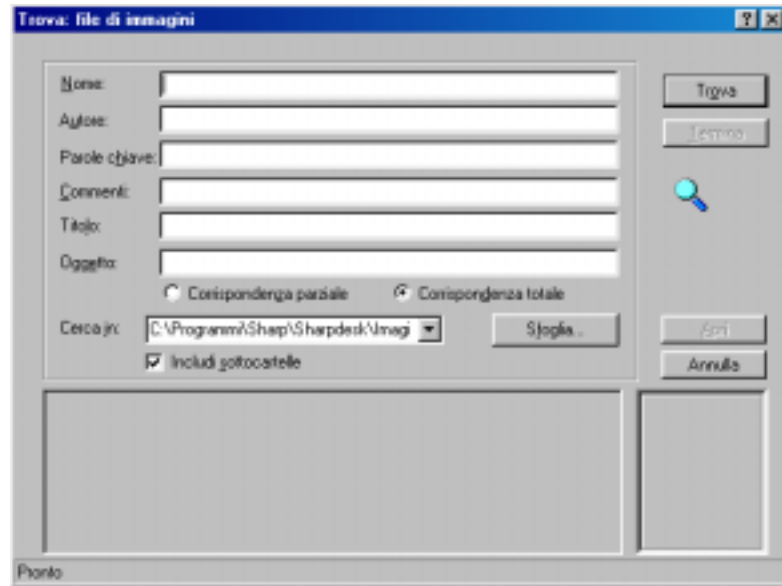 Trova: file di immagini
Nome:
Trova
Autore:
Termina
Parole chiave:
Commenti:
Titolo:
Oggetto:
Corrispondenza parziale Corrispondenza totale
Cerca in: C:\Programmi\Sharp\Sharpdesk\Imagi Sfoglia... Apri
Includi sottocartelle Annulla
Pronto